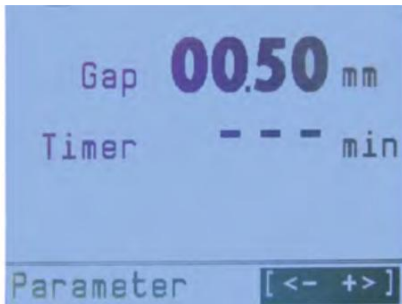 Gap 00.50 mm
Timer --- min
Parameter [<- +>]